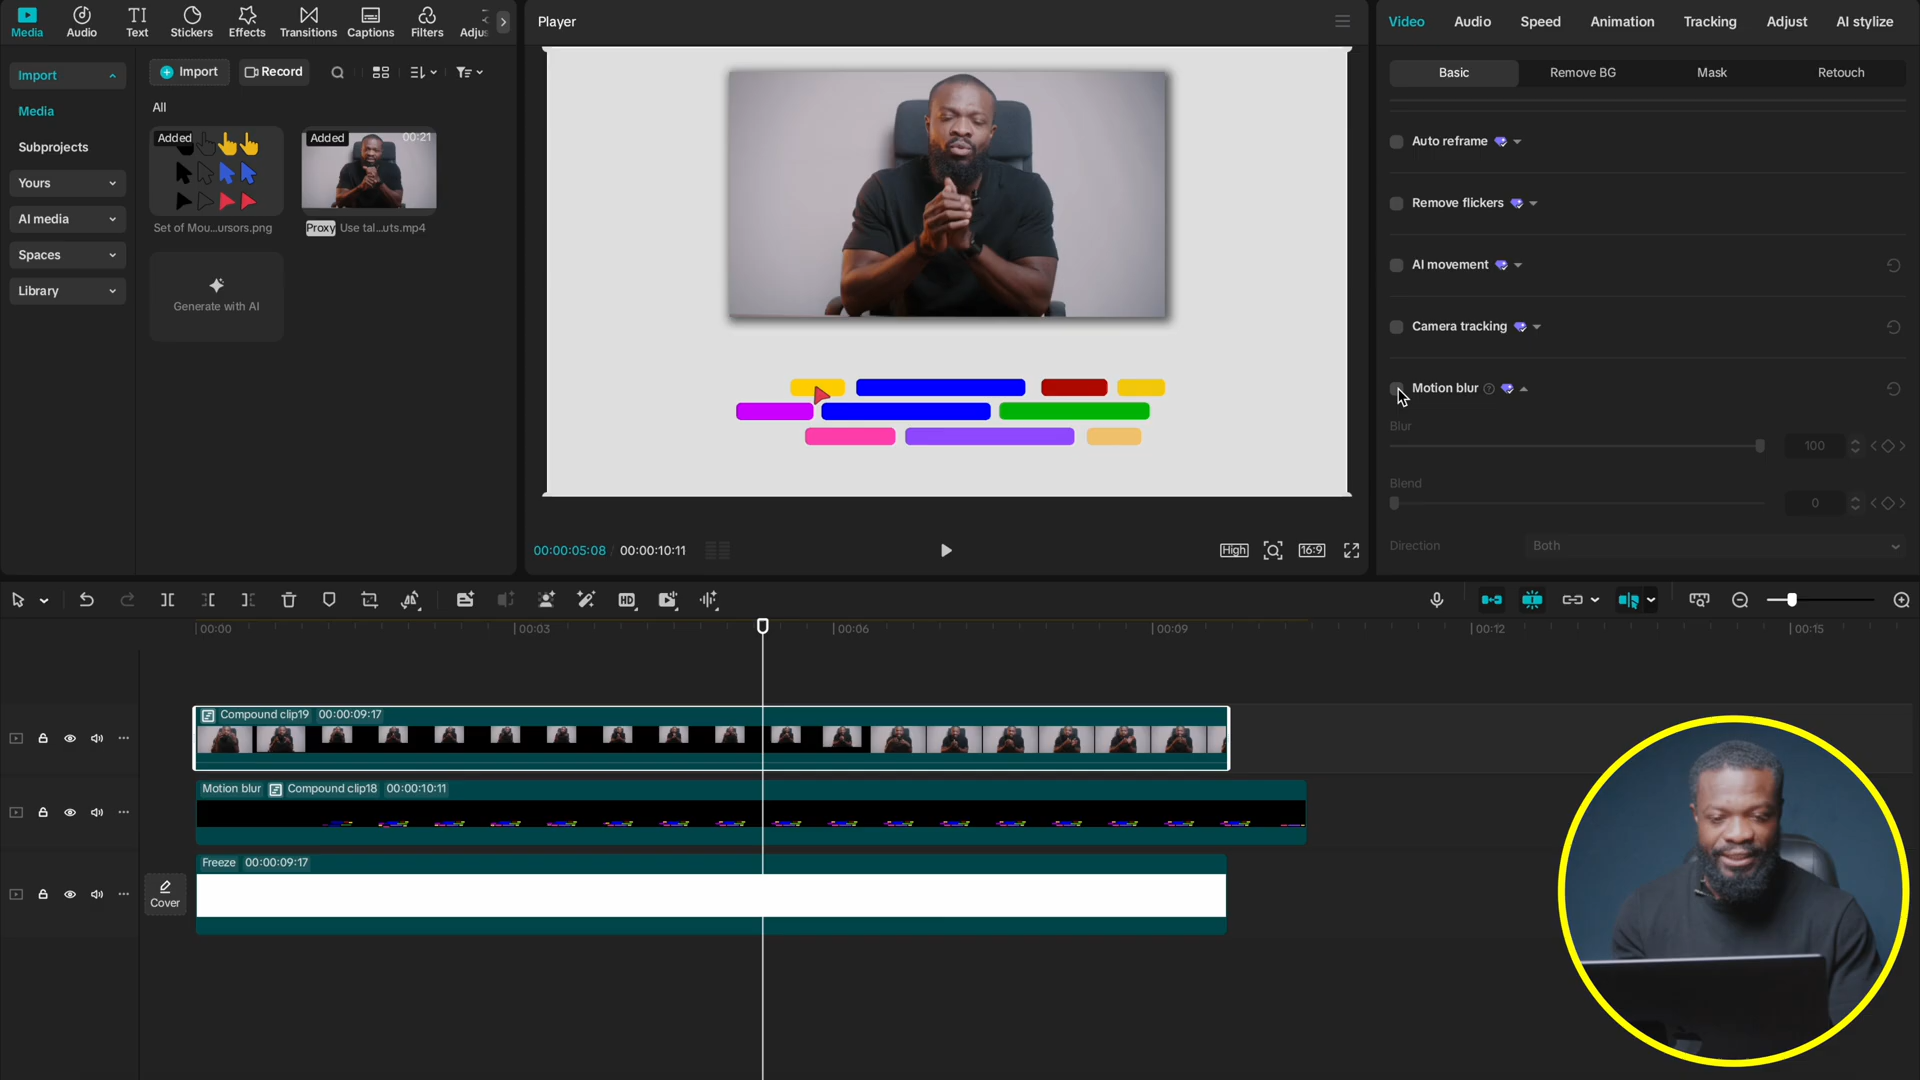 Media
Audio
Text
Stickers
Effects
Transitions
Captions
Filters
Adjus
Player
Video
Audio
Speed
Animation
Tracking
Adjust
AI stylize
Import
Media
Subprojects
Yours
AI media
Spaces
Library
Import
Record
All
Added
Set of Mou...ursors.png
Added
00:21
Proxy
Use tal...uts.mp4
Generate with AI
00:00:05:08 / 00:00:10:11
High
16:9
Basic
Remove BG
Mask
Retouch
Auto reframe
Remove flickers
AI movement
Camera tracking
Motion blur
Blur
100
Blend
0
Direction
Both
HD
00:00
00:03
00:06
00:09
00:12
00:15
Compound clip19 00:00:09:17
Motion blur Compound clip18 00:00:10:11
Freeze 00:00:09:17
Cover